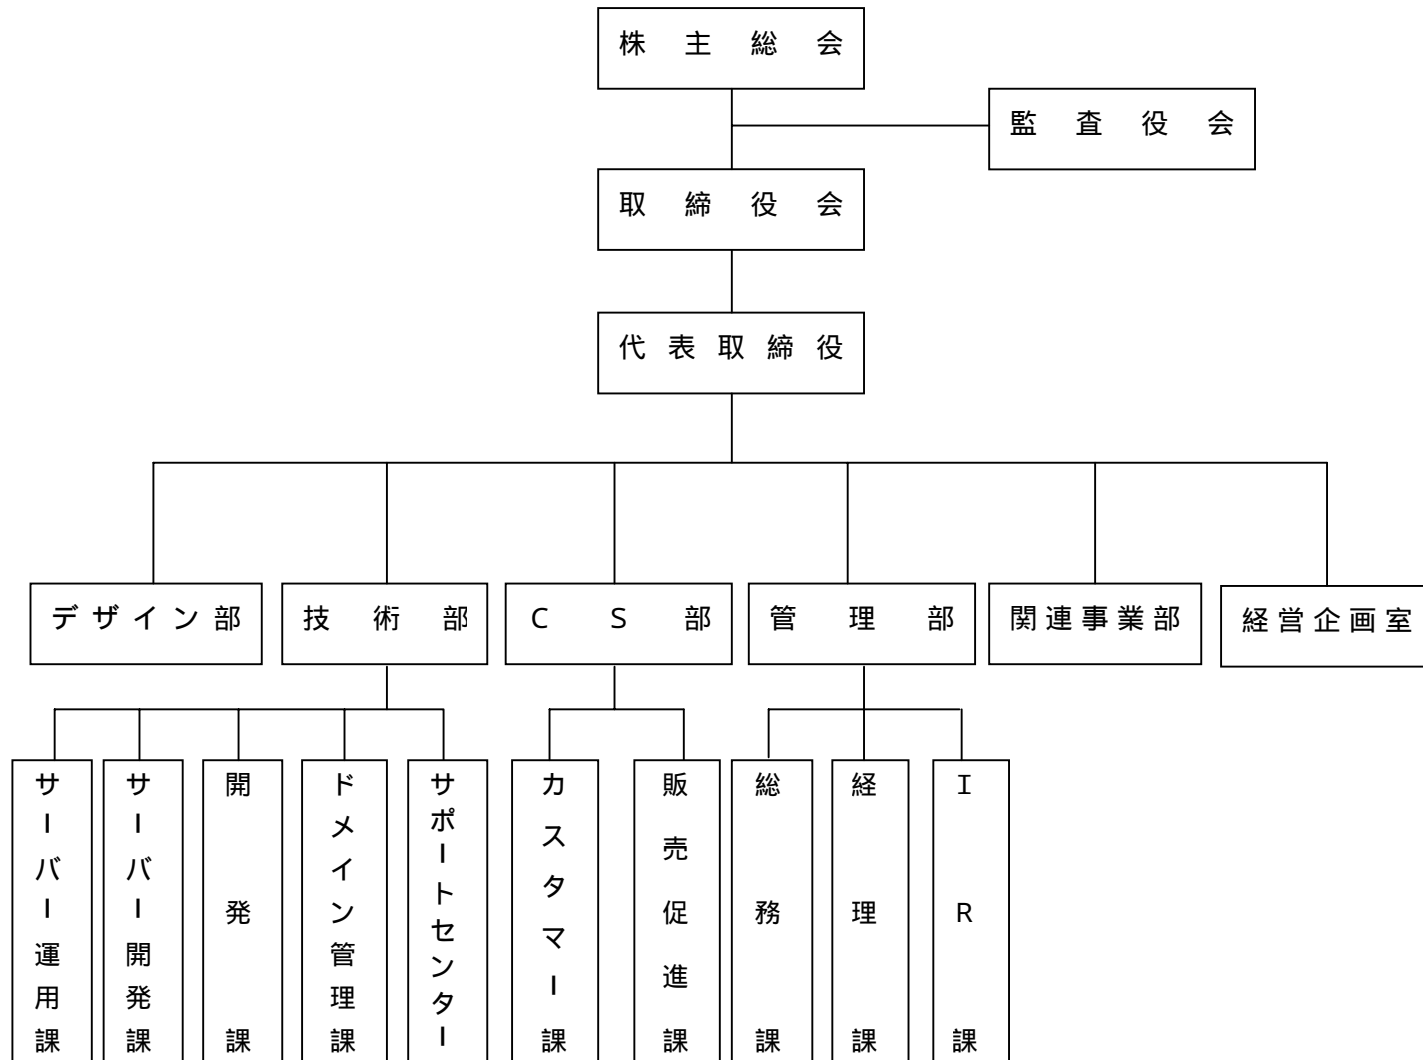 株主総会
監査役会
取締役会
代表取締役
デザイン部
技術部
CS部
管理部
関連事業部
経営企画室
サーバー運用課
サーバー開発課
開発課
ドメイン管理課
サポートセンター
カスタマー課
販売促進課
総務課
経理課
IR課